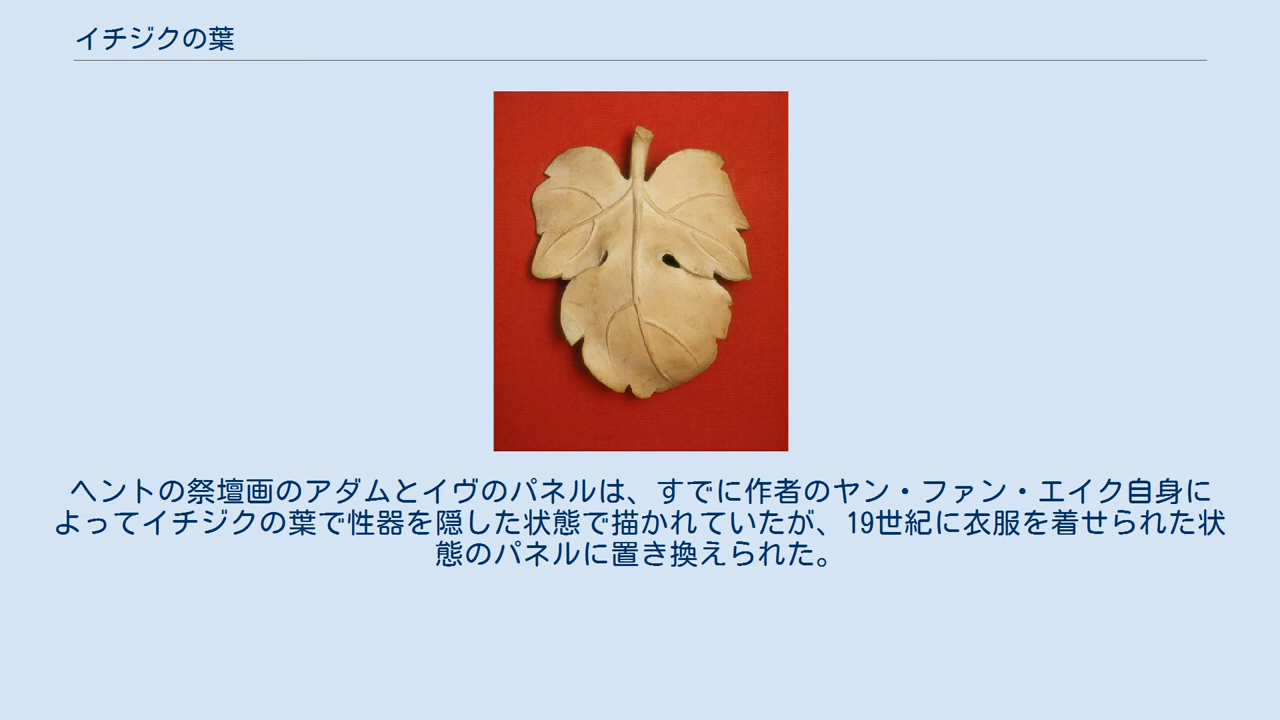 イチジクの葉
ヘントの祭壇画のアダムとイヴのパネルは、すでに作者のヤン・ファン・エイク自身に
よってイチジクの葉で性器を隠した状態で描かれていたが、19世紀に衣服を着せられた状
態のパネルに置き換えられた。